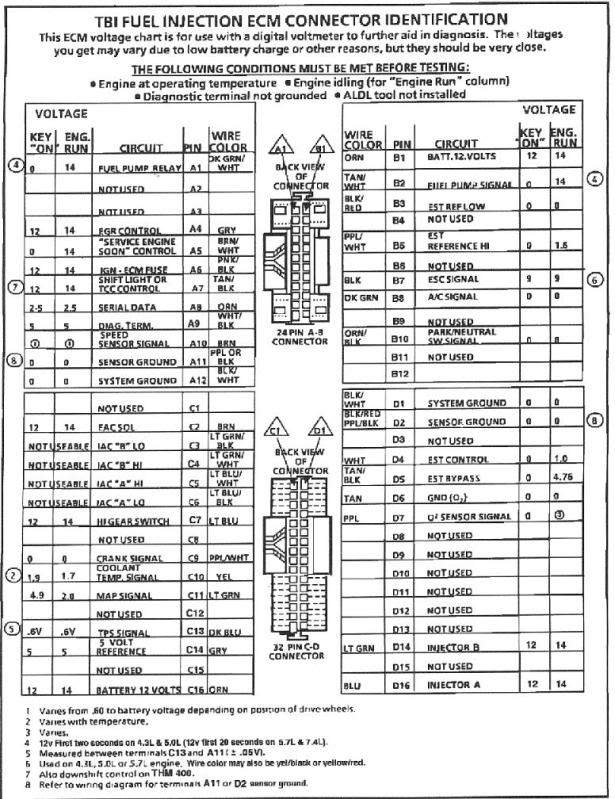 TBI FUEL INJECTION ECM CONNECTOR IDENTIFICATION
This ECM voltage chart is for use with a digital voltmeter to further aid in diagnosis. The voltages
you get may vary due to low battery charge or other reasons, but they should be very close.
THE FOLLOWING CONDITIONS MUST BE MET BEFORE TESTING:
● Engine at operating temperature ● Engine idling (for "Engine Run" column)
● Diagnostic terminal not grounded ● ALDL tool not installed
VOLTAGE
KEY "ON" ENG. RUN CIRCUIT PIN WIRE COLOR
④ 0 14 FUEL PUMP RELAY A1 DK GRN/ WHT
NOT USED A2
NOT USED A3
12 14 EGR CONTROL A4 GRY
0 14 "SERVICE ENGINE SOON" CONTROL A5 BRN/ WHT
12 14 IGN - ECM FUSE A6 PNK/ BLK
⑦ 12 14 SHIFT LIGHT OR TCC CONTROL A7 TAN/ BLK
2-5 2.5 SERIAL DATA A8 ORN
5 5 DIAG. TERM. A9 WHT/ BLK
① ① SPEED SENSOR SIGNAL A10 BRN
⑧ 0 0 SENSOR GROUND A11 PPL OR BLK
0 0 SYSTEM GROUND A12 BLK/ WHT
NOT USED C1
12 14 EAC SOL C2 BRN
NOT USEABLE IAC "B" LO C3 LT GRN/ BLK
NOT USEABLE IAC "B" HI C4 LT GRN/ WHT
NOT USEABLE IAC "A" HI C5 LT BLU/ WHT
NOT USEABLE IAC "A" LO C6 LT BLU/ BLK
12 14 HI GEAR SWITCH C7 LT BLU
NOT USED C8
0 0 CRANK SIGNAL C9 PPL/WHT
② 1.9 1.7 COOLANT TEMP. SIGNAL C10 YEL
4.9 2.0 MAP SIGNAL C11 LT GRN
NOT USED C12
⑤ .6V .6V TPS SIGNAL C13 DK BLU
5 5 5 VOLT REFERENCE C14 GRY
NOT USED C15
12 14 BATTERY 12 VOLTS C16 ORN
A1 B1
BACK VIEW
OF
CONNECTOR
24 PIN A-B
CONNECTOR
C1 D1
BACK VIEW
OF
CONNECTOR
32 PIN C-D
CONNECTOR
VOLTAGE
WIRE COLOR PIN CIRCUIT KEY "ON" ENG. RUN
ORN B1 BATT. 12 VOLTS 12 14
TAN/ WHT B2 FUEL PUMP SIGNAL 0 14 ④
BLK/ RED B3 EST REF LOW 0 0
B4 NOT USED
PPL/ WHT B5 EST REFERENCE HI 0 1.6
B6 NOT USED
BLK B7 ESC SIGNAL 9 9 ⑥
DK GRN B8 A/C SIGNAL 0 0
B9 NOT USED
ORN/ BLK B10 PARK/NEUTRAL SW. SIGNAL 0 0
B11 NOT USED
B12
BLK/ WHT D1 SYSTEM GROUND 0 0
BLK/RED PPL/BLK D2 SENSOR GROUND 0 0 ⑧
D3 NOT USED
WHT D4 EST CONTROL 0 1.0
TAN/ BLK D5 EST BYPASS 0 4.75
TAN D6 GND (O₂) 0 0
PPL D7 O² SENSOR SIGNAL 0 ③
D8 NOT USED
D9 NOT USED
D10 NOT USED
D11 NOT USED
D12 NOT USED
D13 NOT USED
LT GRN D14 INJECTOR B 12 14
D15 NOT USED
BLU D16 INJECTOR A 12 14
1 Varies from .60 to battery voltage depending on position of drive wheels.
2 Varies with temperature.
3 Varies.
4 12v First two seconds on 4.3L & 5.0L (12v first 20 seconds on 5.7L & 7.4L).
5 Measured between terminals C13 and A11 (± .05V).
6 Used on 4.3L, 5.0L or 5.7L engine. Wire color may also be yel/black or yellow/red.
7 Also downshift control on THM 400.
8 Refer to wiring diagram for terminals A11 or D2 sensor ground.